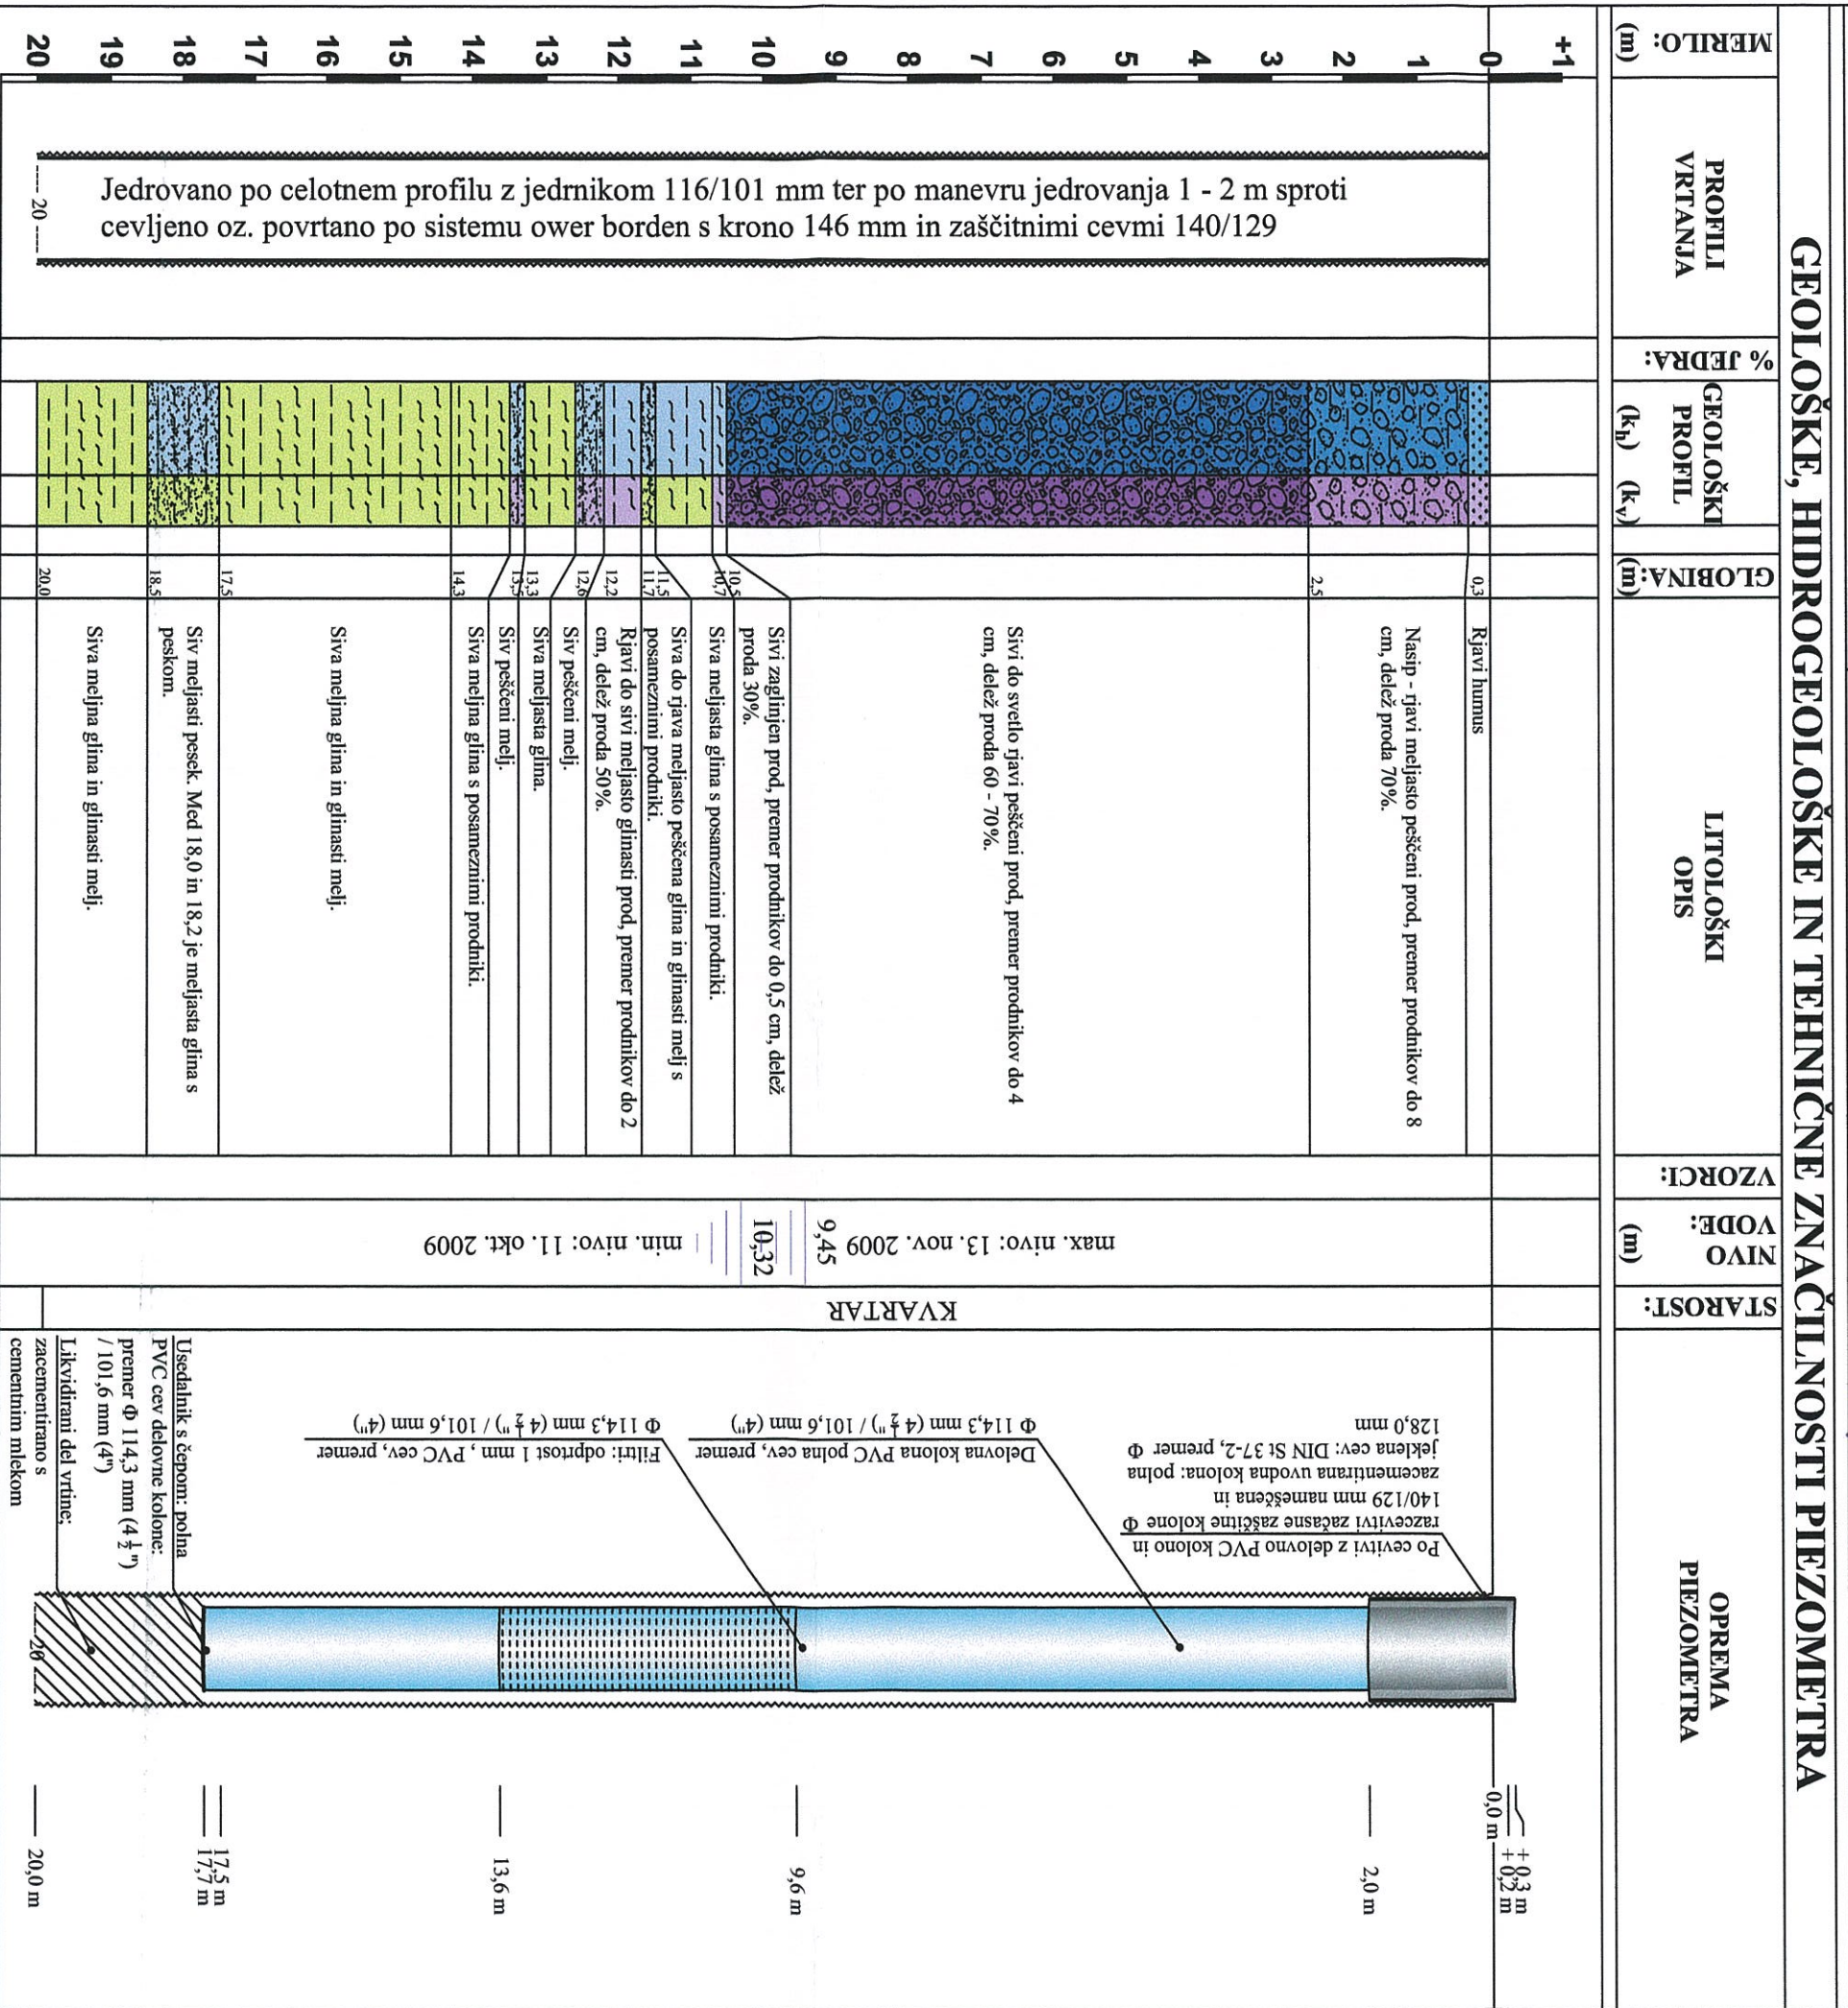 GEOLOŠKE, HIDROGEOLOŠKE IN TEHNIČNE ZNAČILNOSTI PIEZOMETRA
MERILO:
(m)
PROFILI
VRTANJA
% JEDRA:
GEOLOŠKI
PROFIL
(kh) (kv)
GLOBINA:
(m)
LITOLOŠKI
OPIS
VZORCI:
NIVO
VODE:
(m)
STAROST:
OPREMA
PIEZOMETRA
+1
0
1
2
3
4
5
6
7
8
9
10
11
12
13
14
15
16
17
18
19
20
Jedrovano po celotnem profilu z jedrnikom 116/101 mm ter po manevru jedrovanja 1 - 2 m sproti
cevljeno oz. povrtano po sistemu ower borden s krono 146 mm in zaščitnimi cevmi 140/129
---- 20 ----
0,3
2,5
10,5
10,7
11,5
11,7
12,2
12,6
13,3
13,5
14,3
17,5
18,5
20,0
Rjavi humus
Nasip - rjavi meljasto peščeni prod, premer prodnikov do 8
cm, delež proda 70%.
Sivi do svetlo rjavi peščeni prod, premer prodnikov do 4
cm, delež proda 60 - 70%.
Sivi zaglinjen prod, premer prodnikov do 0,5 cm, delež
proda 30%.
Siva meljasta glina s posameznimi prodniki.
Siva do rjava meljasto peščena glina in glinasti melj s
posameznimi prodniki.
Rjavi do sivi meljasto glinasti prod, premer prodnikov do 2
cm, delež proda 50%.
Siv peščeni melj.
Siva meljasta glina.
Siv peščeni melj.
Siva meljna glina s posameznimi prodniki.
Siva meljna glina in glinasti melj.
Siv meljasti pesek. Med 18,0 in 18,2 je meljasta glina s
peskom.
Siva meljna glina in glinasti melj.
max. nivo: 13. nov. 2009
9,45
10,32
min. nivo: 11. okt. 2009
KVARTAR
Po cevitvi z delovno PVC kolono in
razcevitvi začasne zaščitne kolone Φ
140/129 mm nameščena in
zacementirana uvodna kolona: polna
jeklena cev: DIN St 37-2, premer Φ
128,0 mm
Delovna kolona polna PVC cev, premer
Φ 114,3 mm (4 ½ ") / 101,6 mm (4")
Filtri: odprtost 1 mm , PVC cev, premer
Φ 114,3 mm (4 ½ ") / 101,6 mm (4")
Usedalnik s čepom: polna
PVC cev delovne kolone:
premer Φ 114,3 mm (4 ½ ")
/ 101,6 mm (4")
Likvidirani del vrtine;
zacementirano s
cementnim mlekom
---20---
+ 0,3 m
+ 0,2 m
0,0 m
2,0 m
9,6 m
13,6 m
17,5 m
17,7 m
20,0 m